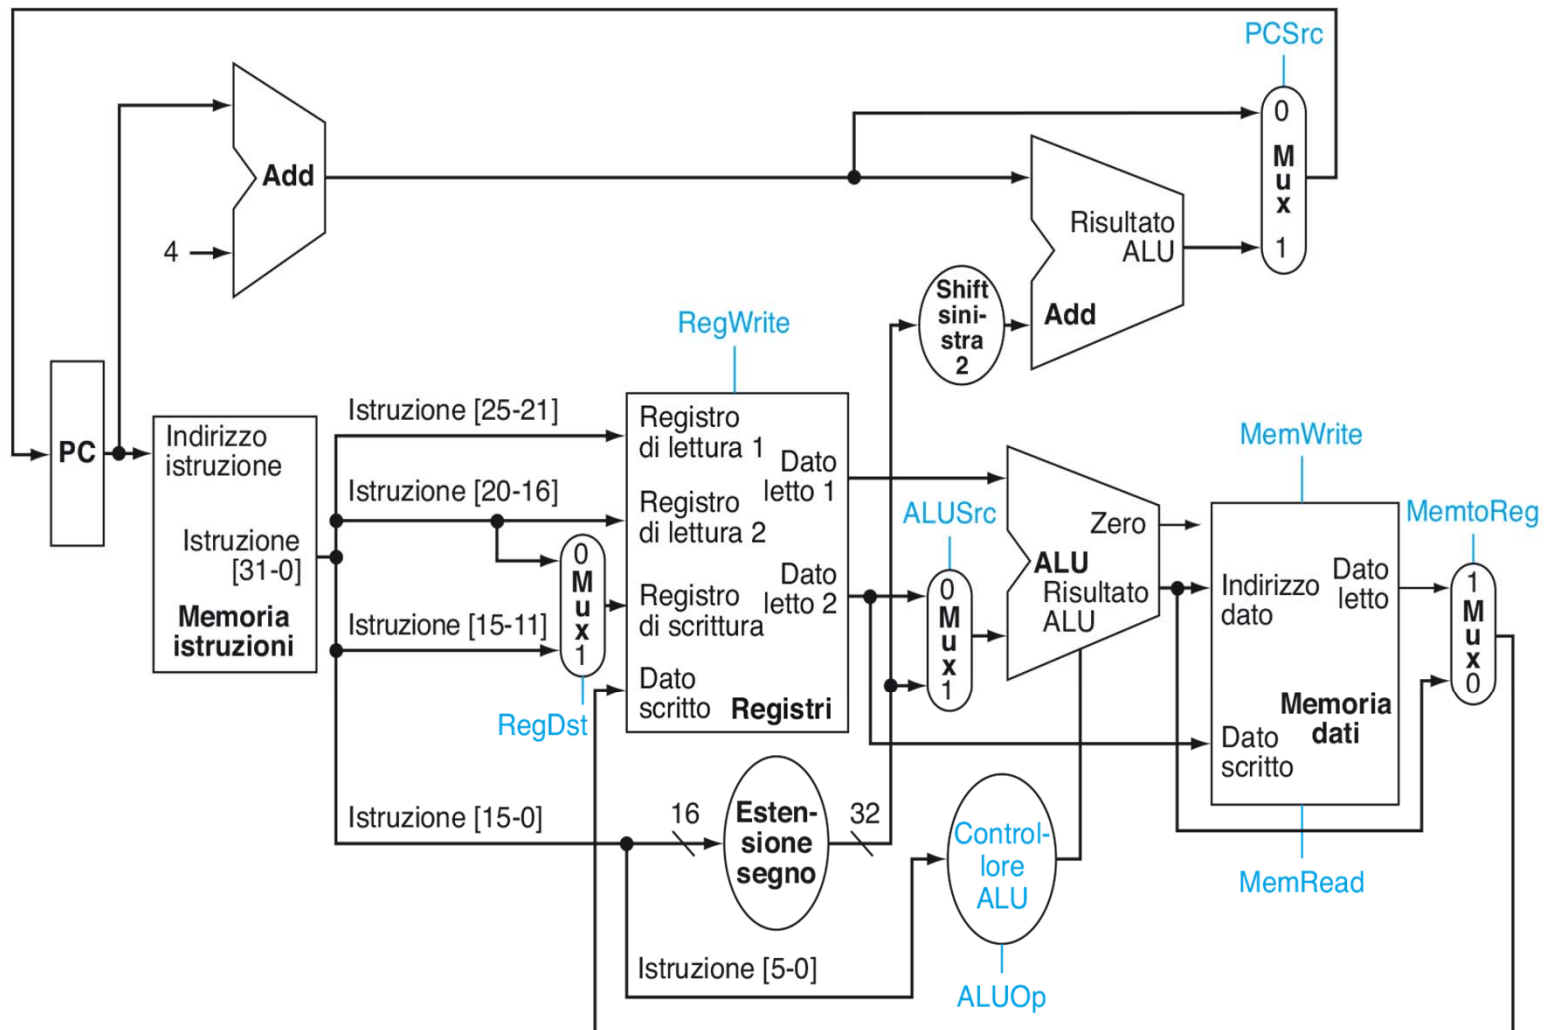 PCSrc
0
M
u
x
1
Add
4
Risultato
ALU
Add
Shift
sini-
stra
2
RegWrite
PC
Indirizzo
istruzione
Istruzione
[31-0]
Memoria
istruzioni
Istruzione [25-21]
Istruzione [20-16]
Istruzione [15-11]
0
M
u
x
1
RegDst
Registro
di lettura 1
Registro
di lettura 2
Registro
di scrittura
Dato
scritto
Dato
letto 1
Dato
letto 2
Registri
ALUSrc
0
M
u
x
1
Zero
ALU
Risultato
ALU
MemWrite
Indirizzo
dato
Dato
letto
Memoria
dati
Dato
scritto
MemRead
MemtoReg
1
M
u
x
0
Istruzione [15-0]
16
Esten-
sione
segno
32
Control-
lore
ALU
Istruzione [5-0]
ALUOp